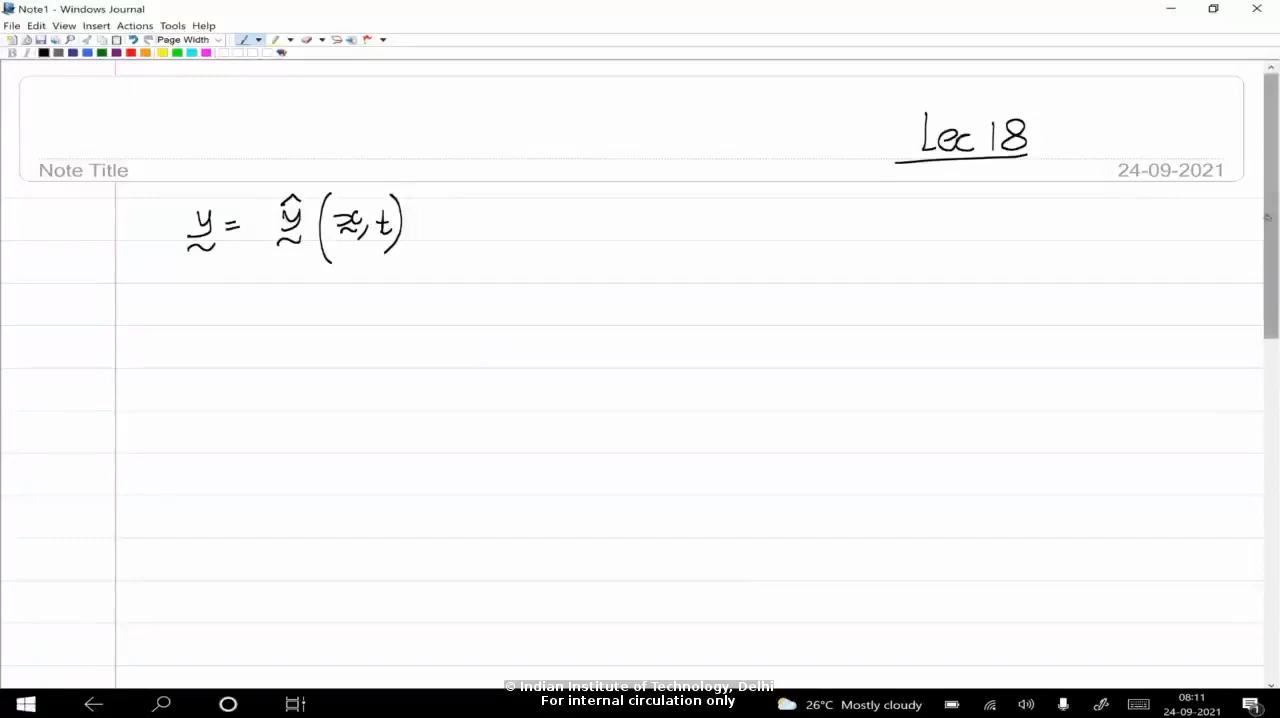 Note1 - Windows Journal
File Edit View Insert Actions Tools Help
Page Width
B I
Lec 18
Note Title
24-09-2021
y = ŷ (x, t)
© Indian Institute of Technology, Delhi
For internal circulation only
26°C Mostly cloudy
08:11
24-09-2021
1